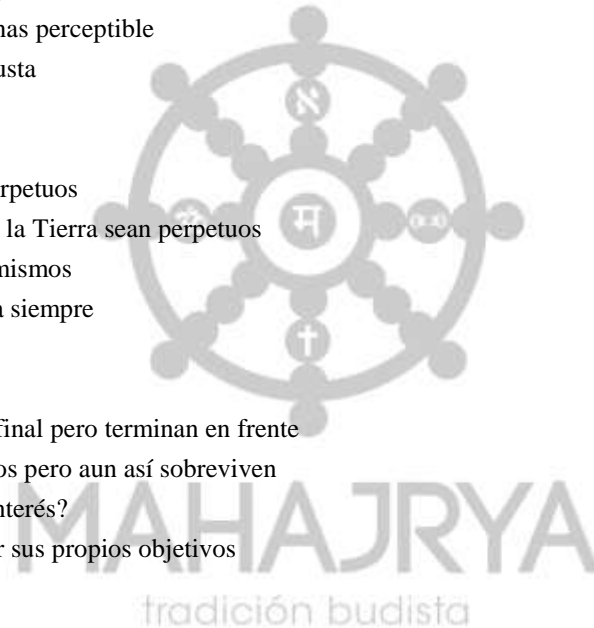 nas perceptible
usta
rpetuos
la Tierra sean perpetuos
mismos
a siempre
final pero terminan en frente
os pero aun así sobreviven
nterés?
r sus propios objetivos
א
म
✝
MAHAJRYA
tradición budista